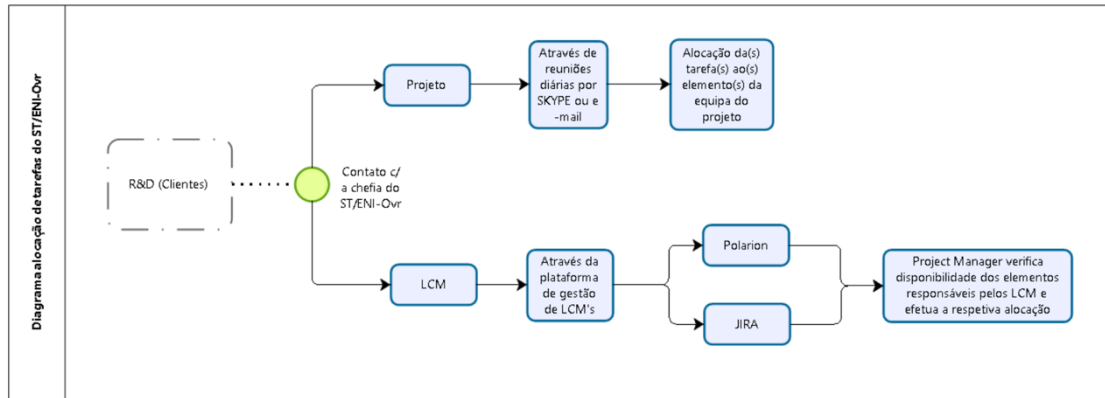 Diagrama alocação de tarefas do ST/ENI-Ovr
R&D (Clientes)
Contato c/
a chefia do
ST/ENI-Ovr
Projeto
Através de
reuniões
diárias por
SKYPE ou e
-mail
Alocação da(s)
tarefa(s) ao(s)
elemento(s) da
equipa do
projeto
LCM
Através da
plataforma
de gestão
de LCM's
Polarion
JIRA
Project Manager verifica
disponibilidade dos elementos
responsáveis pelos LCM e
efetua a respetiva alocação